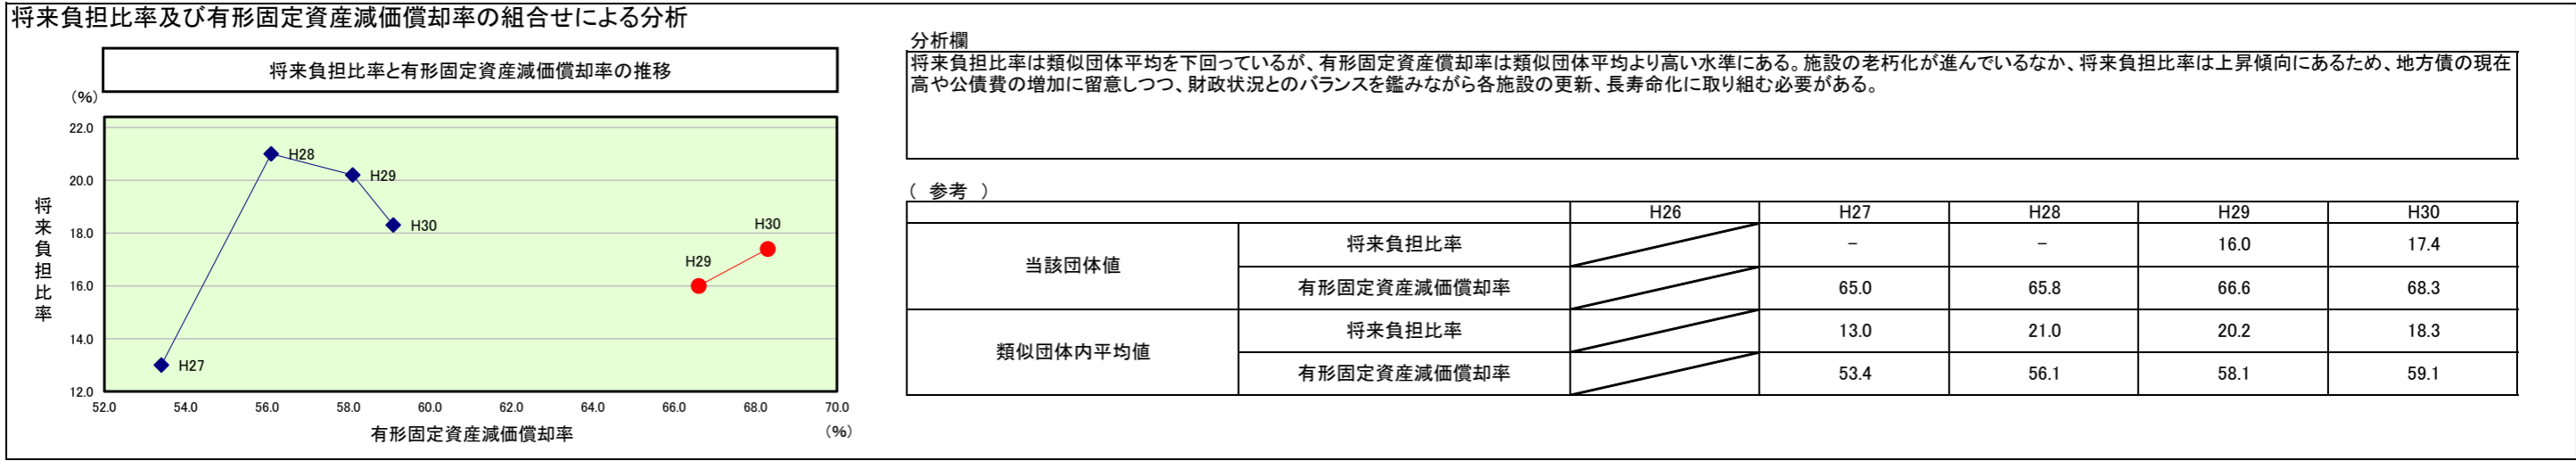 将来負担比率及び有形固定資産減価償却率の組合せによる分析
将来負担比率と有形固定資産減価償却率の推移
(%)
22.0
20.0
18.0
16.0
14.0
12.0
将来負担比率
H28
H29
H30
H27
H29
H30
52.0 54.0 56.0 58.0 60.0 62.0 64.0 66.0 68.0 70.0
有形固定資産減価償却率
(%)
分析欄
将来負担比率は類似団体平均を下回っているが、有形固定資産償却率は類似団体平均より高い水準にある。施設の老朽化が進んでいるなか、将来負担比率は上昇傾向にあるため、地方債の現在
高や公債費の増加に留意しつつ、財政状況とのバランスを鑑みながら各施設の更新、長寿命化に取り組む必要がある。
( 参考 )
H26 H27 H28 H29 H30
当該団体値
将来負担比率 － － 16.0 17.4
有形固定資産減価償却率 65.0 65.8 66.6 68.3
類似団体内平均値
将来負担比率 13.0 21.0 20.2 18.3
有形固定資産減価償却率 53.4 56.1 58.1 59.1